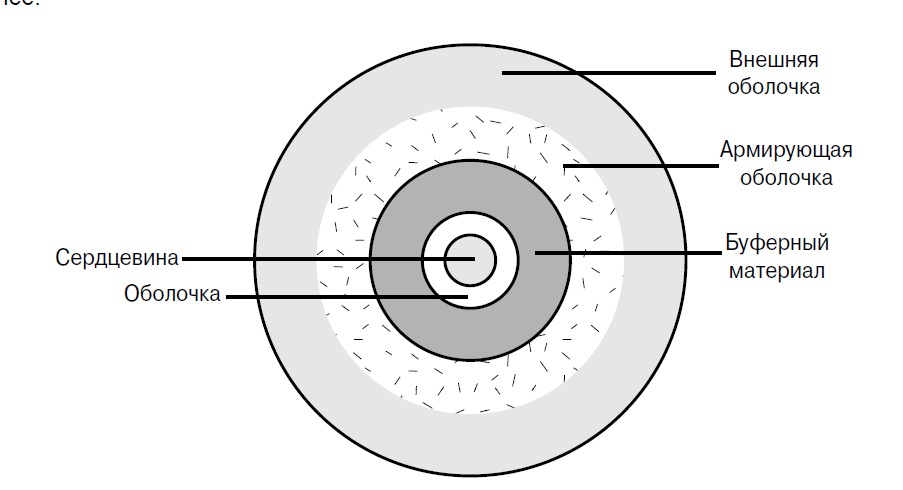 Внешняя
оболочка
Армирующая
оболочка
Буферный
материал
Сердцевина
Оболочка